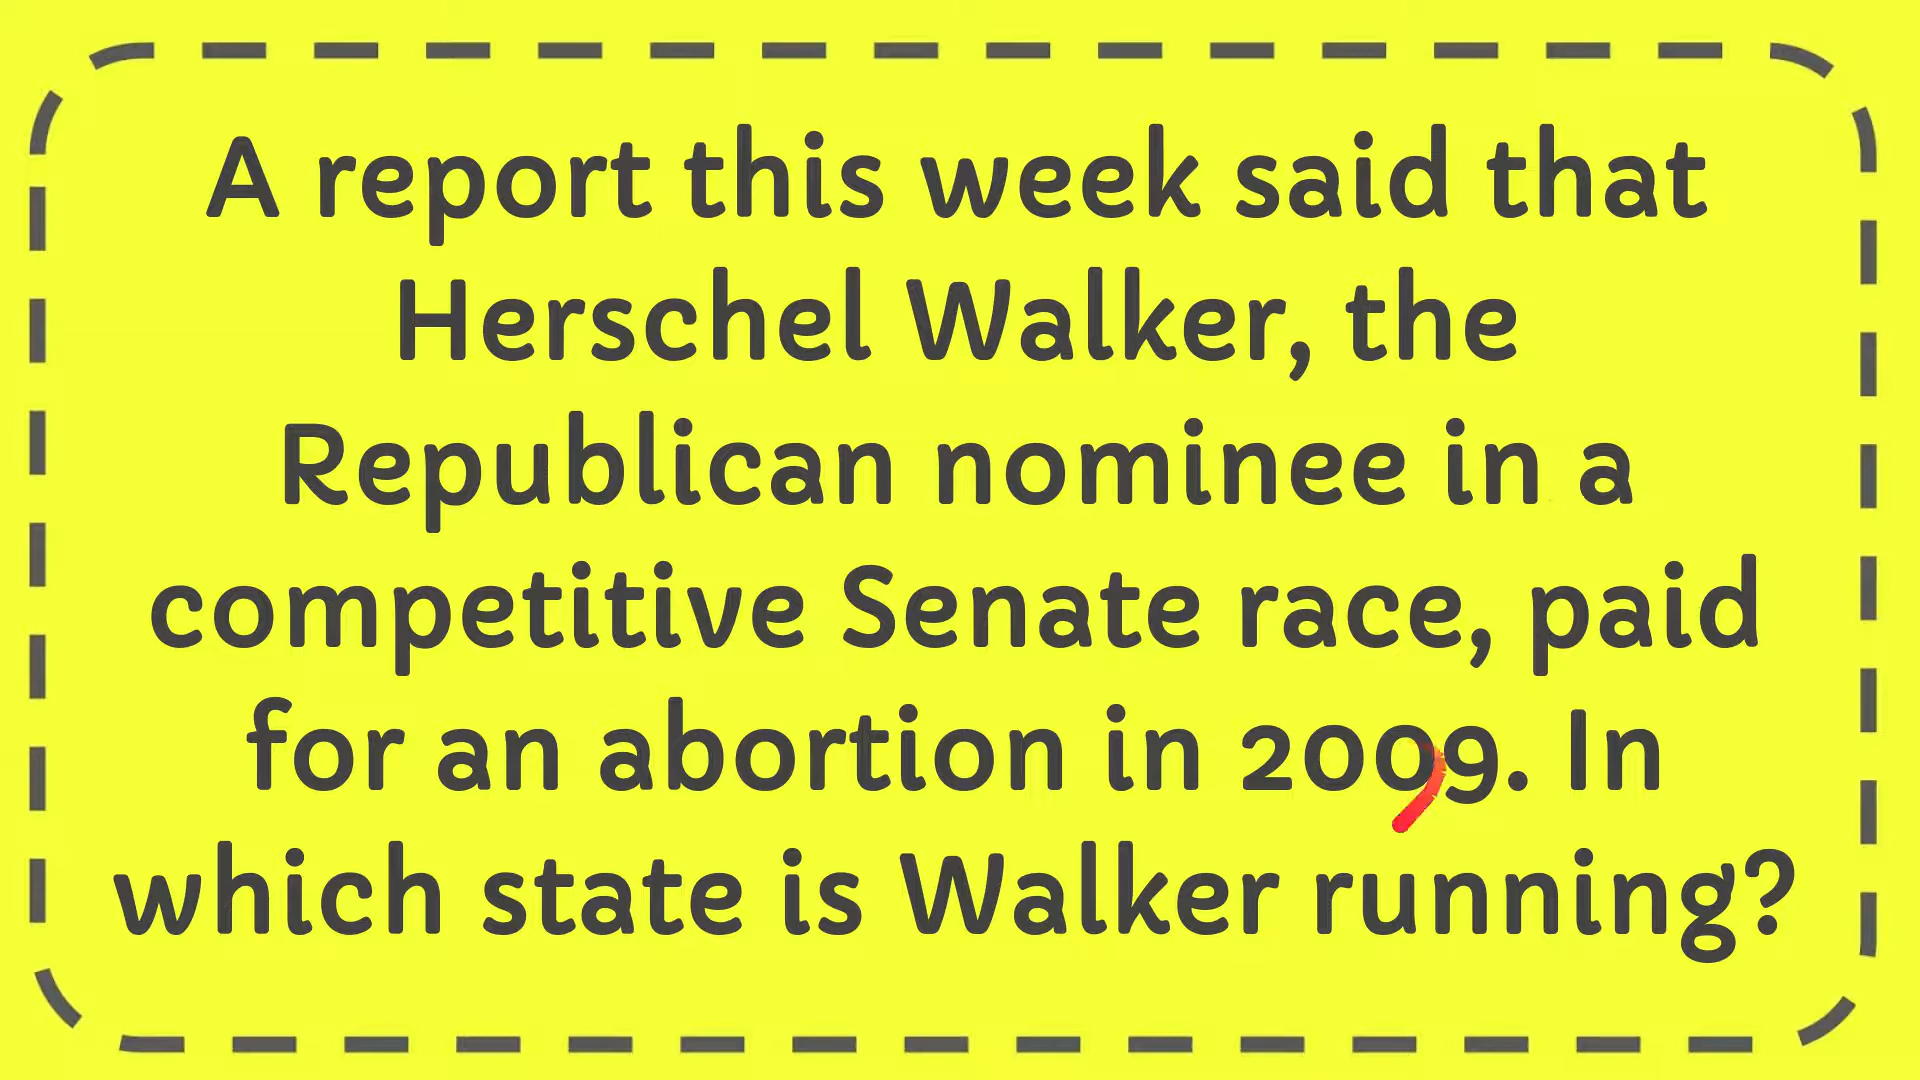 A report this week said that
Herschel Walker, the
Republican nominee in a
competitive Senate race, paid
for an abortion in 2009. In
which state is Walker running?